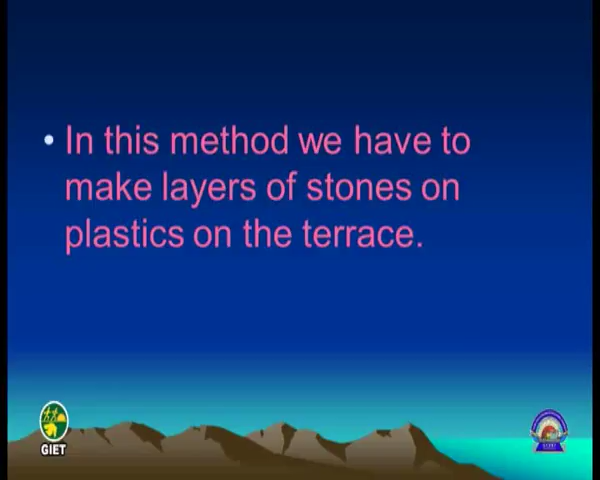 • In this method we have to
make layers of stones on
plastics on the terrace.
GIET